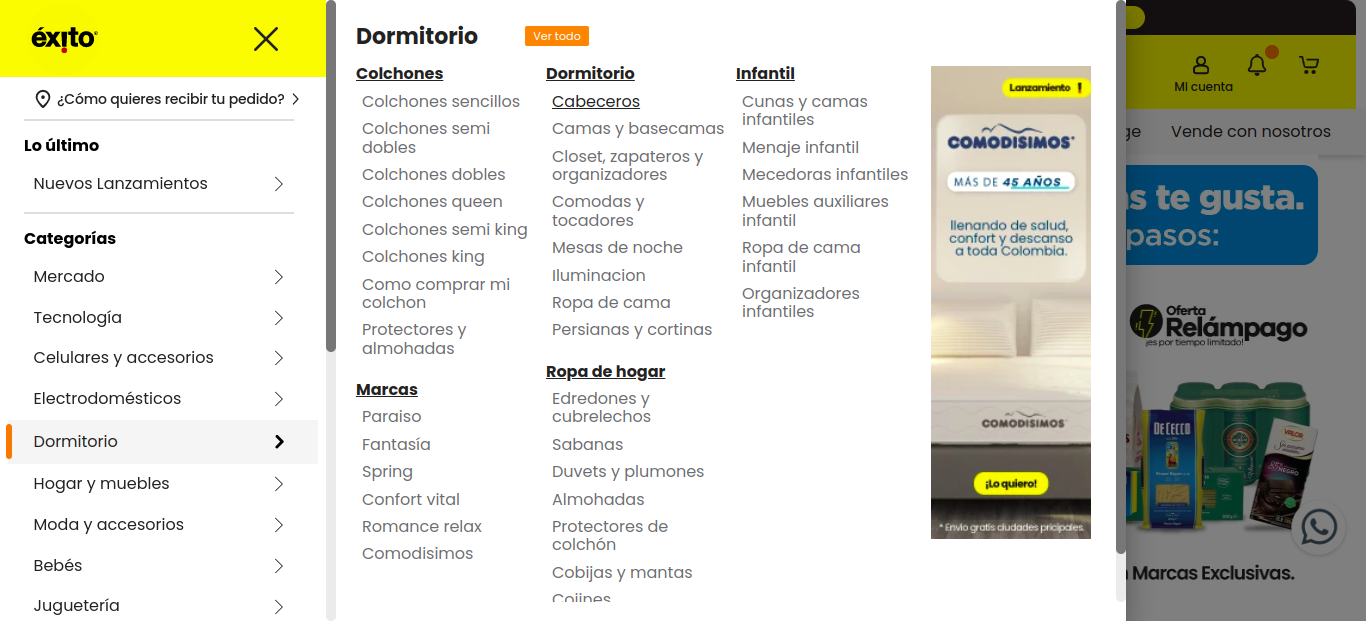 éxito
¿Cómo quieres recibir tu pedido?
Lo último
Nuevos Lanzamientos
Categorías
Mercado
Tecnología
Celulares y accesorios
Electrodomésticos
Dormitorio
Hogar y muebles
Moda y accesorios
Bebés
Juguetería
Dormitorio
Ver todo
Colchones
Colchones sencillos
Colchones semi
dobles
Colchones dobles
Colchones queen
Colchones semi king
Colchones king
Como comprar mi
colchon
Protectores y
almohadas
Marcas
Paraiso
Fantasía
Spring
Confort vital
Romance relax
Comodisimos
Dormitorio
Cabeceros
Camas y basecamas
Closet, zapateros y
organizadores
Comodas y
tocadores
Mesas de noche
Iluminacion
Ropa de cama
Persianas y cortinas
Ropa de hogar
Edredones y
cubrelechos
Sabanas
Duvets y plumones
Almohadas
Protectores de
colchón
Cobijas y mantas
Cojines
Infantil
Cunas y camas
infantiles
Menaje infantil
Mecedoras infantiles
Muebles auxiliares
infantil
Ropa de cama
infantil
Organizadores
infantiles
Lanzamiento
COMODISIMOS
MÁS DE 45 AÑOS
llenando de salud,
confort y descanso
a toda Colombia.
COMODISIMOS
¡Lo quiero!
* Envío gratis ciudades pricipales.
Mi cuenta
ge
Vende con nosotros
s te gusta.
pasos:
Oferta
Relámpago
¡es por tiempo limitado!
DE CECCO
VALOR
n Marcas Exclusivas.